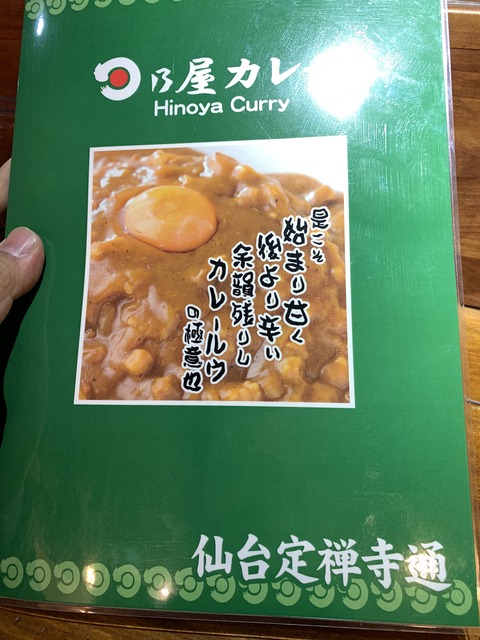 日乃屋カレー
Hinoya Curry
是こそ
始まり甘く
後より辛い
余韻残りし
カレールウ
の極意也
仙台定禅寺通